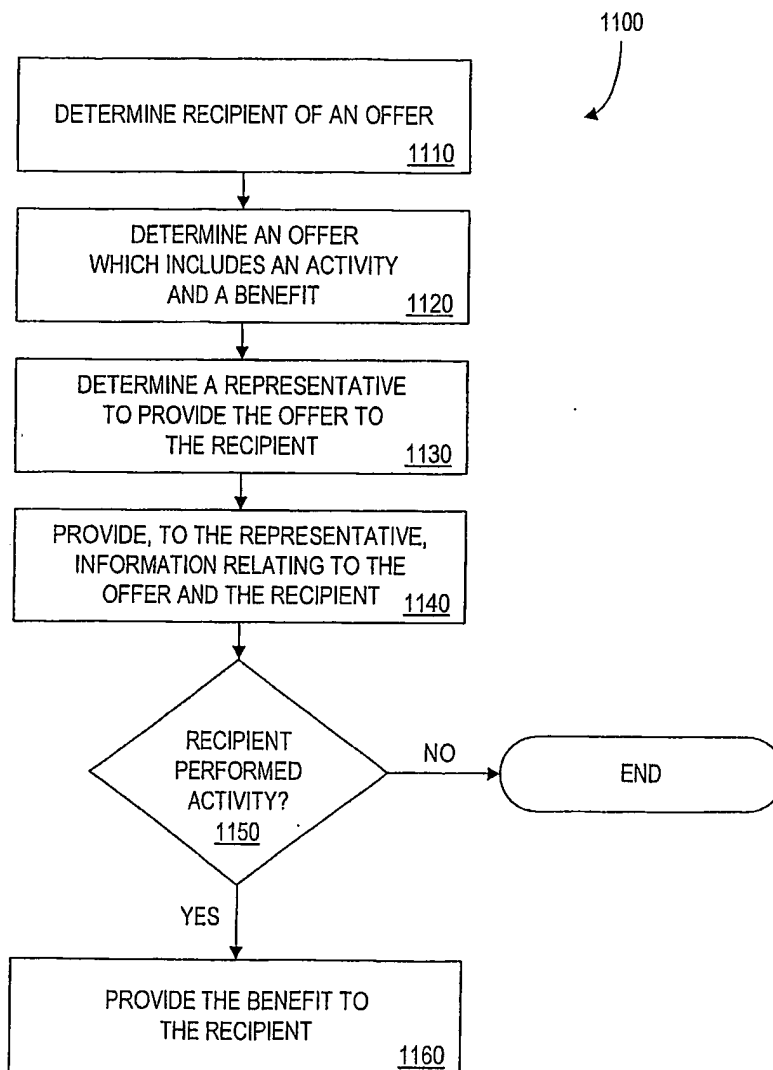 1100
DETERMINE RECIPIENT OF AN OFFER
1110
DETERMINE AN OFFER
WHICH INCLUDES AN ACTIVITY
AND A BENEFIT
1120
DETERMINE A REPRESENTATIVE
TO PROVIDE THE OFFER TO
THE RECIPIENT
1130
PROVIDE, TO THE REPRESENTATIVE,
INFORMATION RELATING TO THE
OFFER AND THE RECIPIENT
1140
RECIPIENT
PERFORMED
ACTIVITY?
1150
NO
END
YES
PROVIDE THE BENEFIT TO
THE RECIPIENT
1160